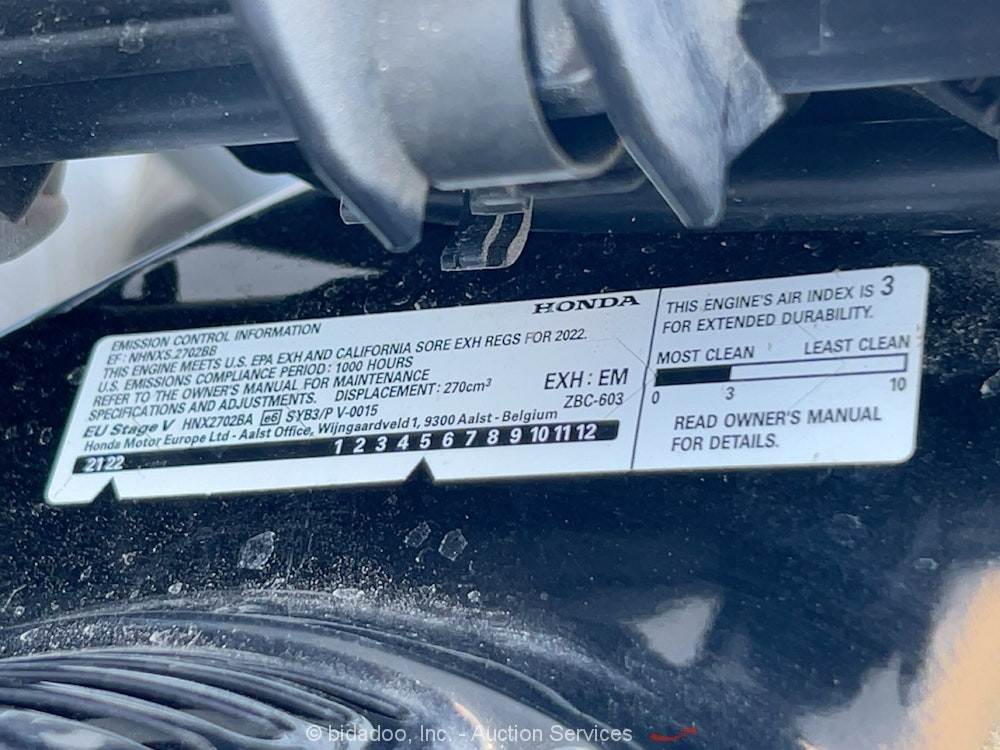 HONDA
EMISSION CONTROL INFORMATION
EF: NHNXS.2702BB
THIS ENGINE MEETS U.S. EPA EXH AND CALIFORNIA SORE EXH REGS FOR 2022.
U.S. EMISSIONS COMPLIANCE PERIOD: 1000 HOURS
REFER TO THE OWNER'S MANUAL FOR MAINTENANCE
SPECIFICATIONS AND ADJUSTMENTS. DISPLACEMENT: 270cm³
EXH: EM
ZBC-603
EU Stage V HNX2702BA e6 SYB3/P V-0015
Honda Motor Europe Ltd - Aalst Office, Wijngaardveld1, 9300 Aalst - Belgium
21 22 1 2 3 4 5 6 7 8 9 10 11 12
THIS ENGINE'S AIR INDEX IS 3
FOR EXTENDED DURABILITY.
MOST CLEAN LEAST CLEAN
0 3 10
READ OWNER'S MANUAL
FOR DETAILS.
© bidadoo, Inc. - Auction Services